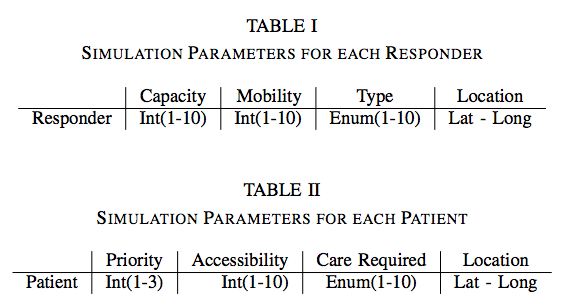 TABLE I
SIMULATION PARAMETERS FOR EACH RESPONDER
Capacity Mobility Type Location
Responder Int(1-10) Int(1-10) Enum(1-10) Lat - Long
TABLE II
SIMULATION PARAMETERS FOR EACH PATIENT
Priority Accessibility Care Required Location
Patient Int(1-3) Int(1-10) Enum(1-10) Lat - Long